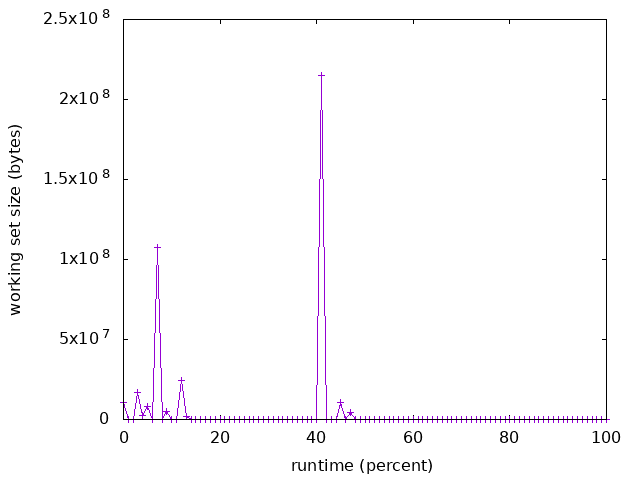 2.5x10^8
2x10^8
1.5x10^8
1x10^8
5x10^7
0
working set size (bytes)
0 20 40 60 80 100
runtime (percent)